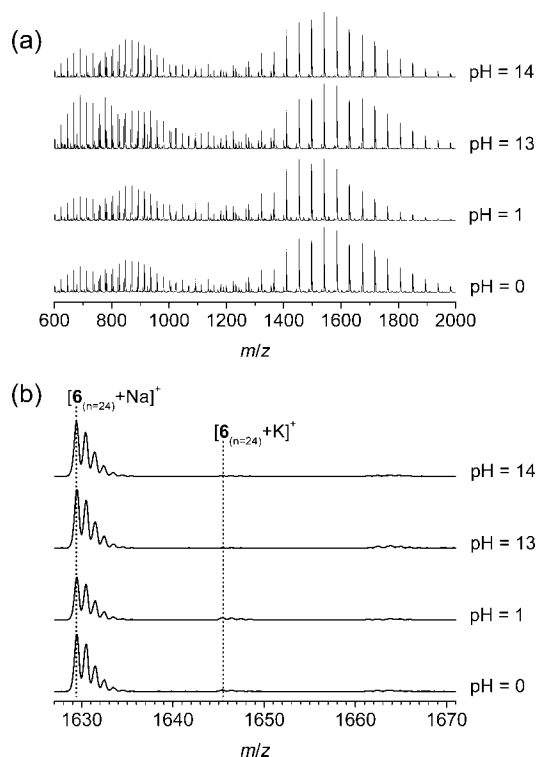 (a)
pH = 14
pH = 13
pH = 1
pH = 0
600 800 1000 1200 1400 1600 1800 2000
m/z
(b)
[6(n=24)+Na]+
[6(n=24)+K]+
pH = 14
pH = 13
pH = 1
pH = 0
1630 1640 1650 1660 1670
m/z